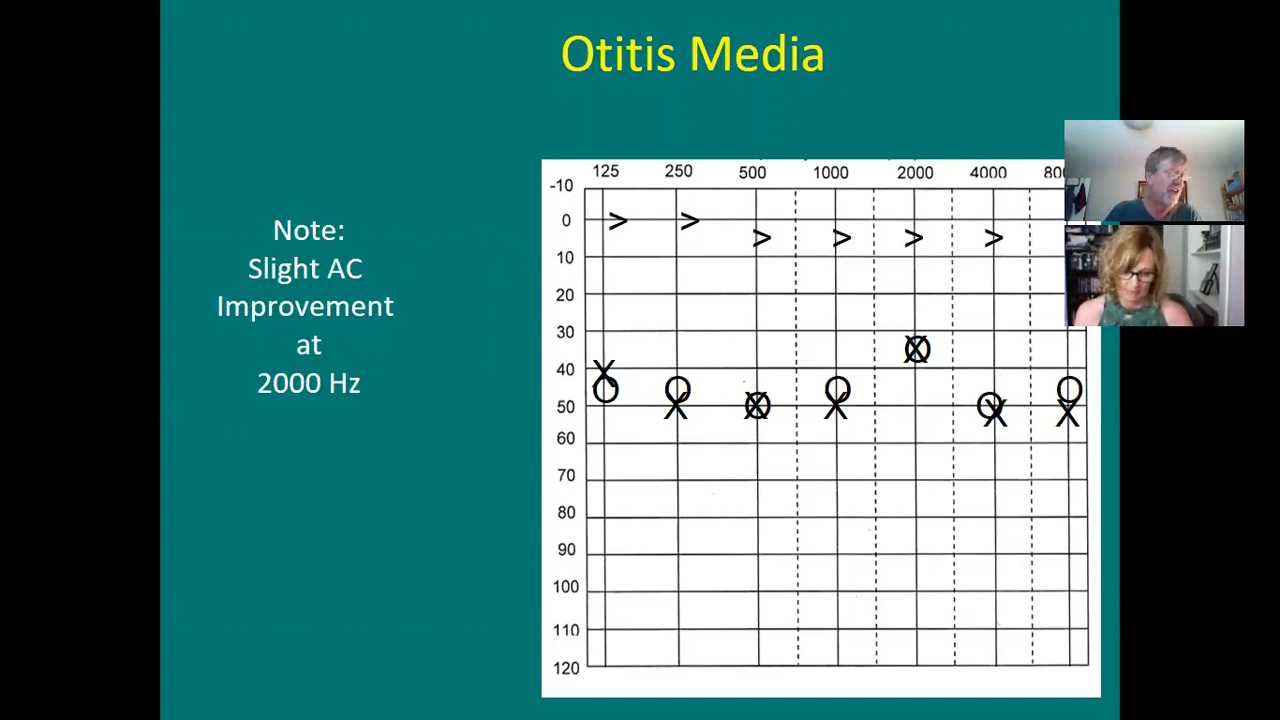 Otitis Media
Note:
Slight AC
Improvement
at
2000 Hz
125 250 500 1000 2000 4000
-10
0
10
20
30
40
50
60
70
80
90
100
110
120